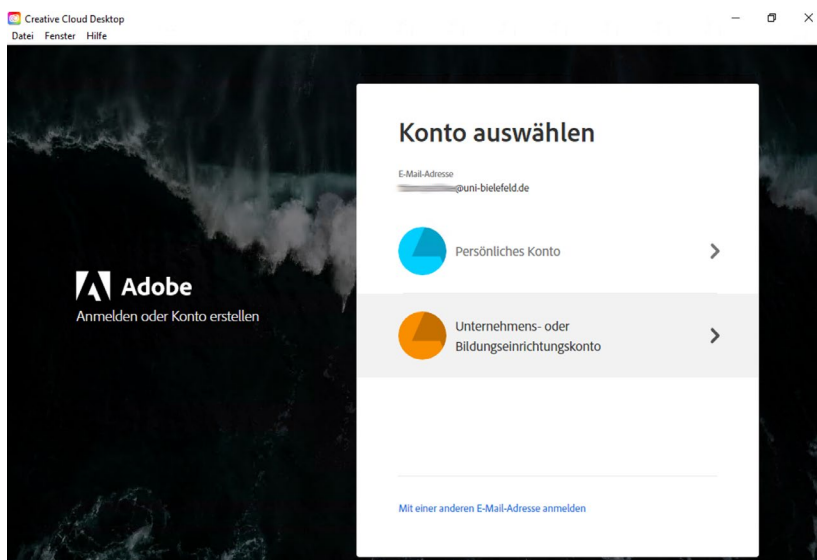 Creative Cloud Desktop
Datei Fenster Hilfe
Adobe
Anmelden oder Konto erstellen
Konto auswählen
E-Mail-Adresse
@uni-bielefeld.de
Persönliches Konto
Unternehmens- oder
Bildungseinrichtungskonto
Mit einer anderen E-Mail-Adresse anmelden